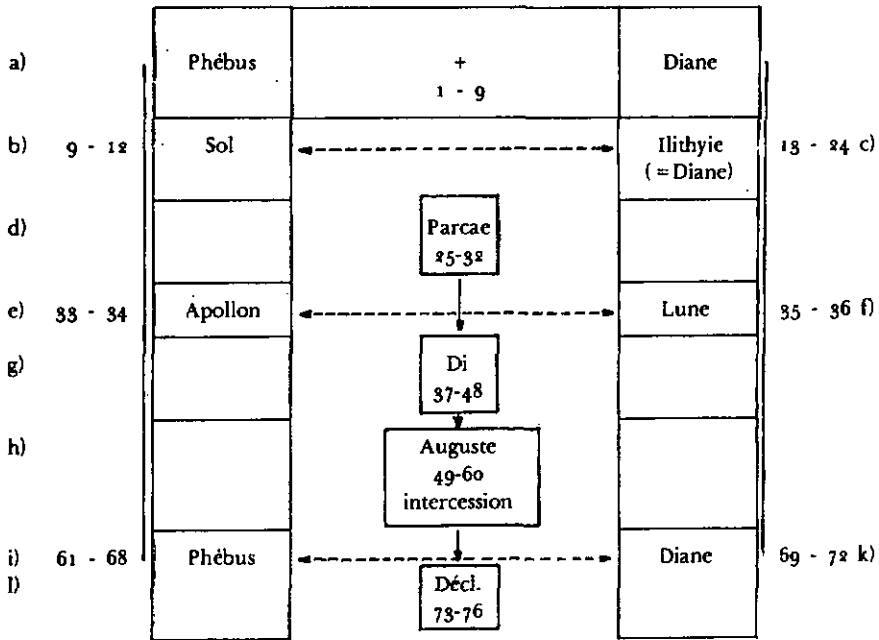 a) Phébus + Diane
1 - 9
b) 9 - 12 Sol Ilithyie 13 - 24 c)
(=Diane)
d) Parcae
25-32
e) 33 - 34 Apollon Lune 35 - 36 f)
g) Di
37-48
h) Auguste
49-60
intercession
i) 61 - 68 Phébus Diane 69 - 72 k)
l) Décl.
73-76